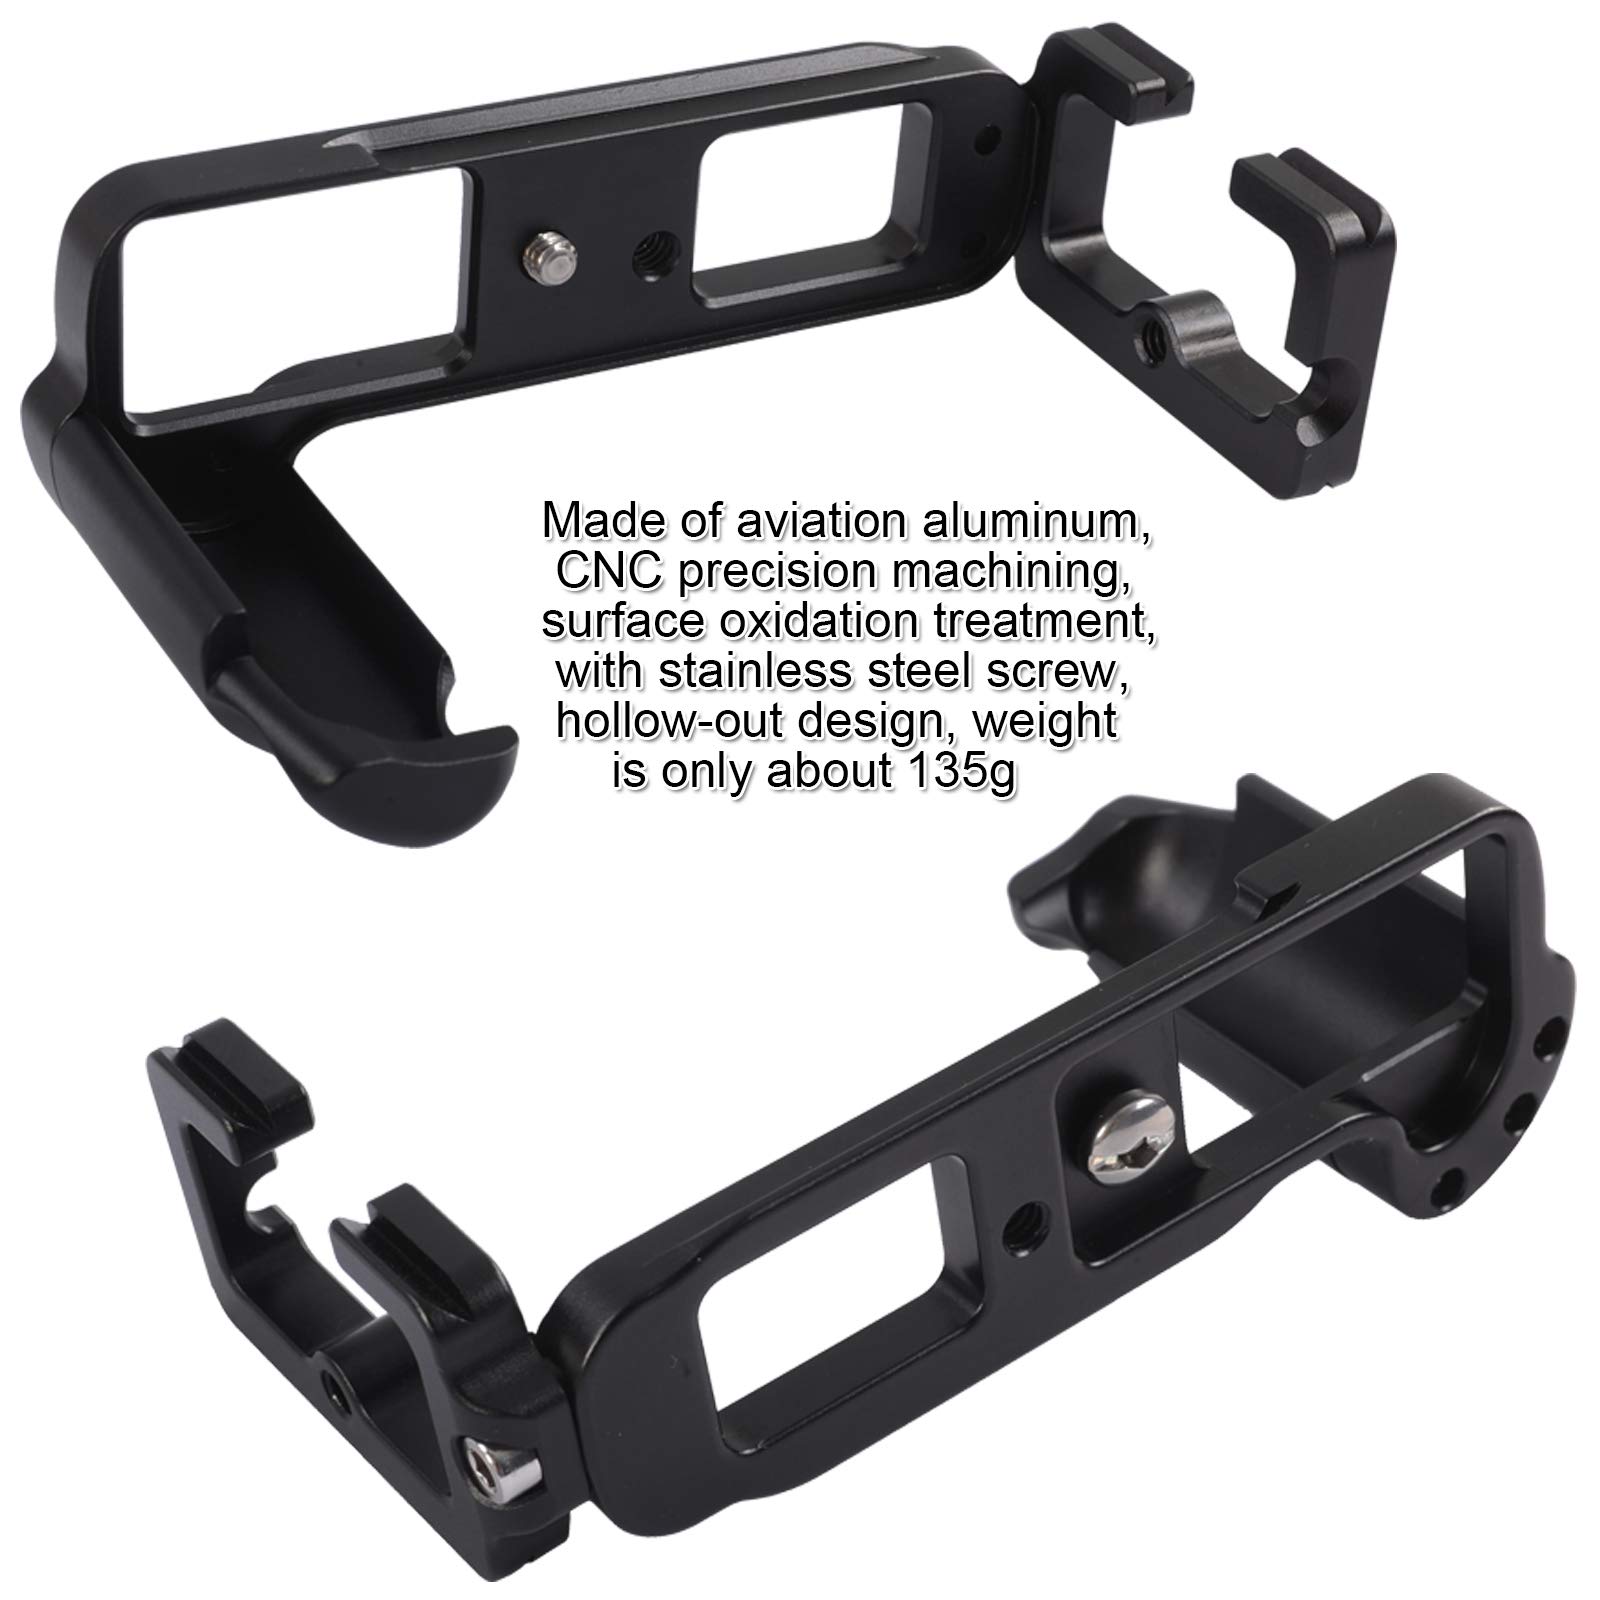 Made of aviation aluminum,
CNC precision machining,
surface oxidation treatment,
with stainless steel screw,
hollow-out design, weight
is only about 135g